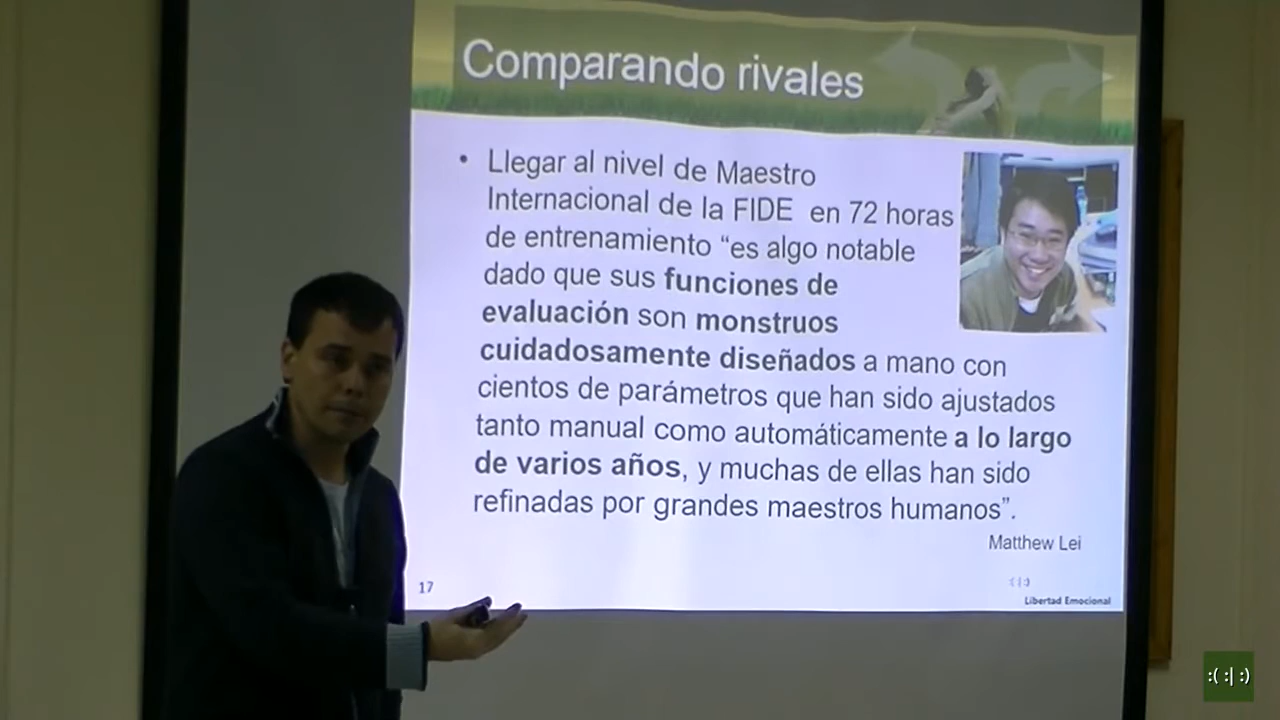 Comparando rivales
• Llegar al nivel de Maestro
Internacional de la FIDE en 72 horas
de entrenamiento “es algo notable
dado que sus funciones de
evaluación son monstruos
cuidadosamente diseñados a mano con
cientos de parámetros que han sido ajustados
tanto manual como automáticamente a lo largo
de varios años, y muchas de ellas han sido
refinadas por grandes maestros humanos”.
Matthew Lei
17
:( :| :)
Libertad Emocional
:( :| :)